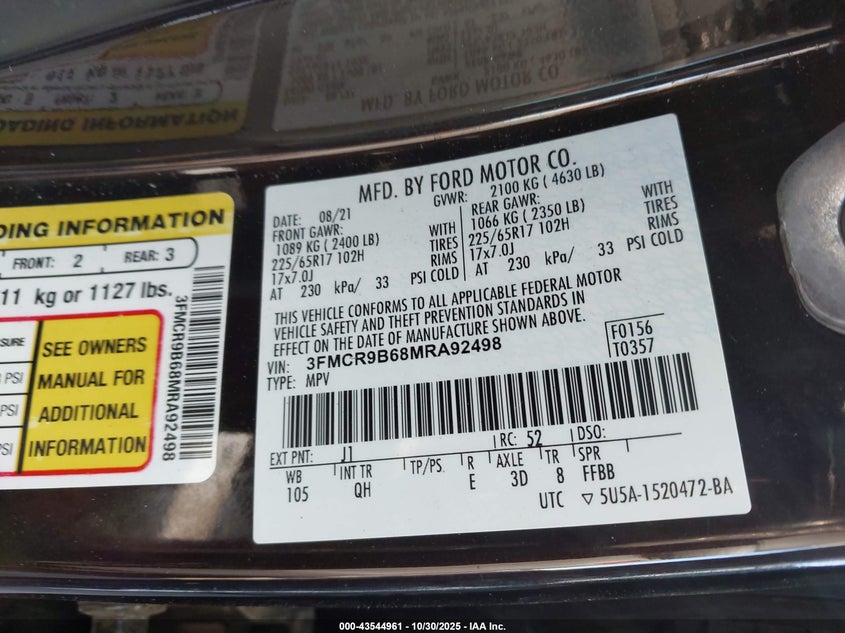 MFD. BY FORD MOTOR CO.
DATE: 08/21 GVWR: 2100 KG ( 4630 LB)
FRONT GAWR: REAR GAWR:
1089 KG ( 2400 LB) WITH 1066 KG ( 2350 LB) WITH
225/65R17 102H TIRES 225/65R17 102H TIRES
17x7.0J RIMS 17x7.0J RIMS
AT 230 kPa/ 33 PSI COLD AT 230 kPa/ 33 PSI COLD
THIS VEHICLE CONFORMS TO ALL APPLICABLE FEDERAL MOTOR
VEHICLE SAFETY AND THEFT PREVENTION STANDARDS IN
EFFECT ON THE DATE OF MANUFACTURE SHOWN ABOVE.
VIN: 3FMCR9B68MRA92498
TYPE: MPV
F0156
T0357
EXT PNT: J1 RC: 52 DSO:
WB INT TR TP/PS R AXLE TR SPR
105 QH E 3D 8 FFBB
UTC ▽ 5U5A-1520472-BA
DING INFORMATION
FRONT: 2 REAR: 3
11 kg or 1127 lbs.
SURE
PSI
PSI
PSI
SEE OWNERS
MANUAL FOR
ADDITIONAL
INFORMATION
3FMCR9B68MRA92498
000-43544961 - 10/30/2025 - IAA Inc.